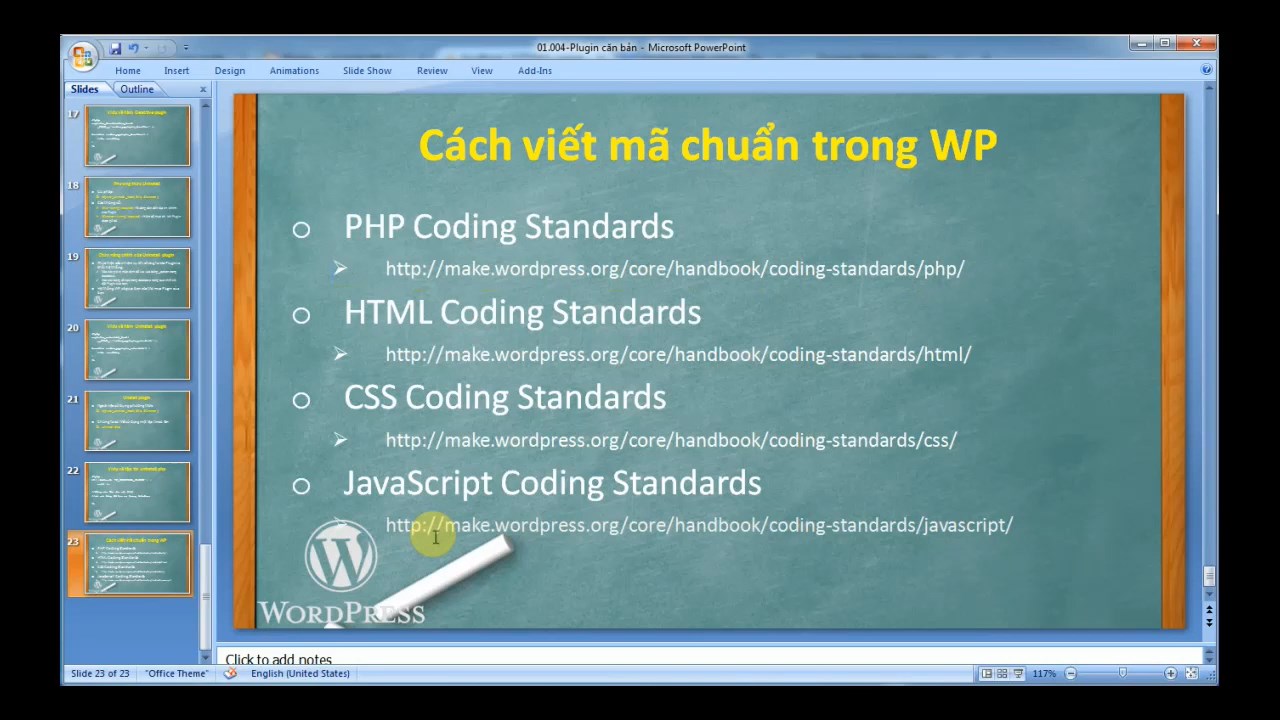 01.004-Plugin căn bản - Microsoft PowerPoint
Home Insert Design Animations Slide Show Review View Add-Ins
Slides Outline
17
18
19
20
21
22
23
Cách viết mã chuẩn trong WP
PHP Coding Standards
http://make.wordpress.org/core/handbook/coding-standards/php/
HTML Coding Standards
http://make.wordpress.org/core/handbook/coding-standards/html/
CSS Coding Standards
http://make.wordpress.org/core/handbook/coding-standards/css/
JavaScript Coding Standards
http://make.wordpress.org/core/handbook/coding-standards/javascript/
WORDPRESS
Click to add notes
Slide 23 of 23 "Office Theme" English (United States) 117%